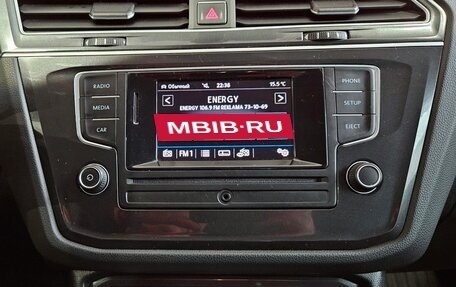 Обычный 22:38 15.5°C
RADIO PHONE
ENERGY
ENERGY 106.9 FM REKLAMA 73-10-69
MEDIA SETUP
MBIB·RU
CAR EJECT
FM1